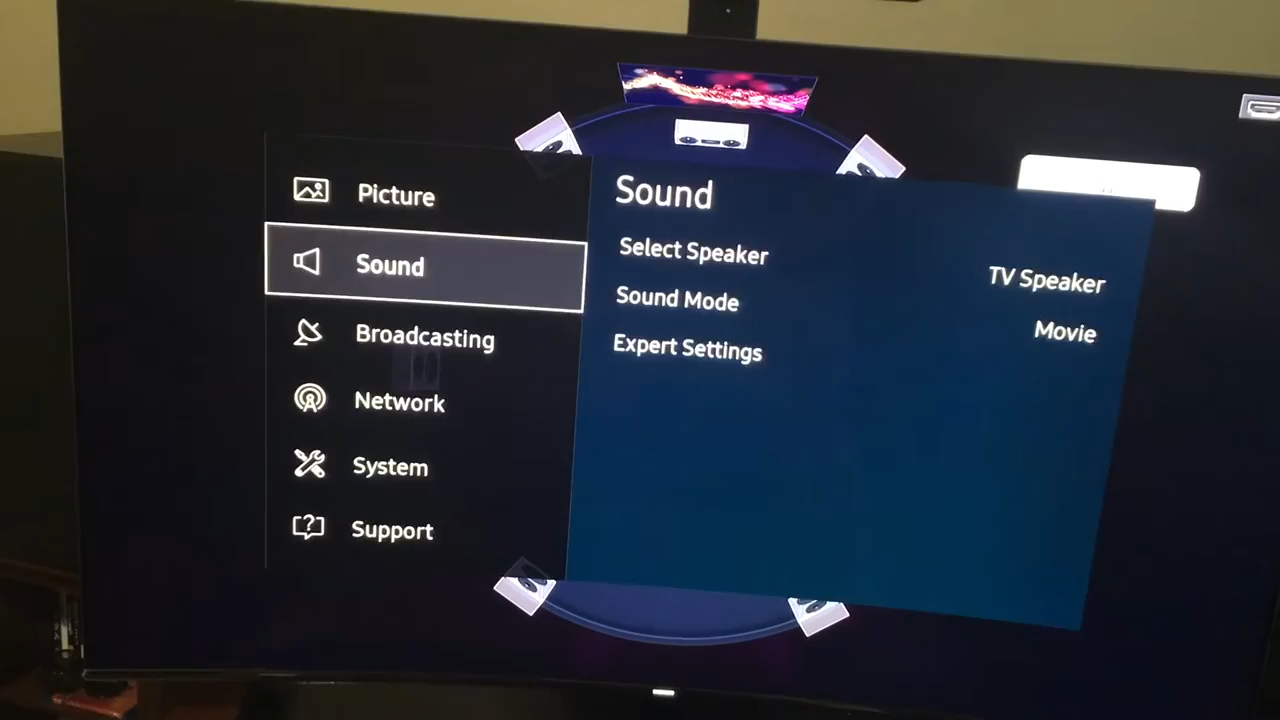 Picture
Sound
Broadcasting
Network
System
Support
Sound
Select Speaker
TV Speaker
Sound Mode
Movie
Expert Settings